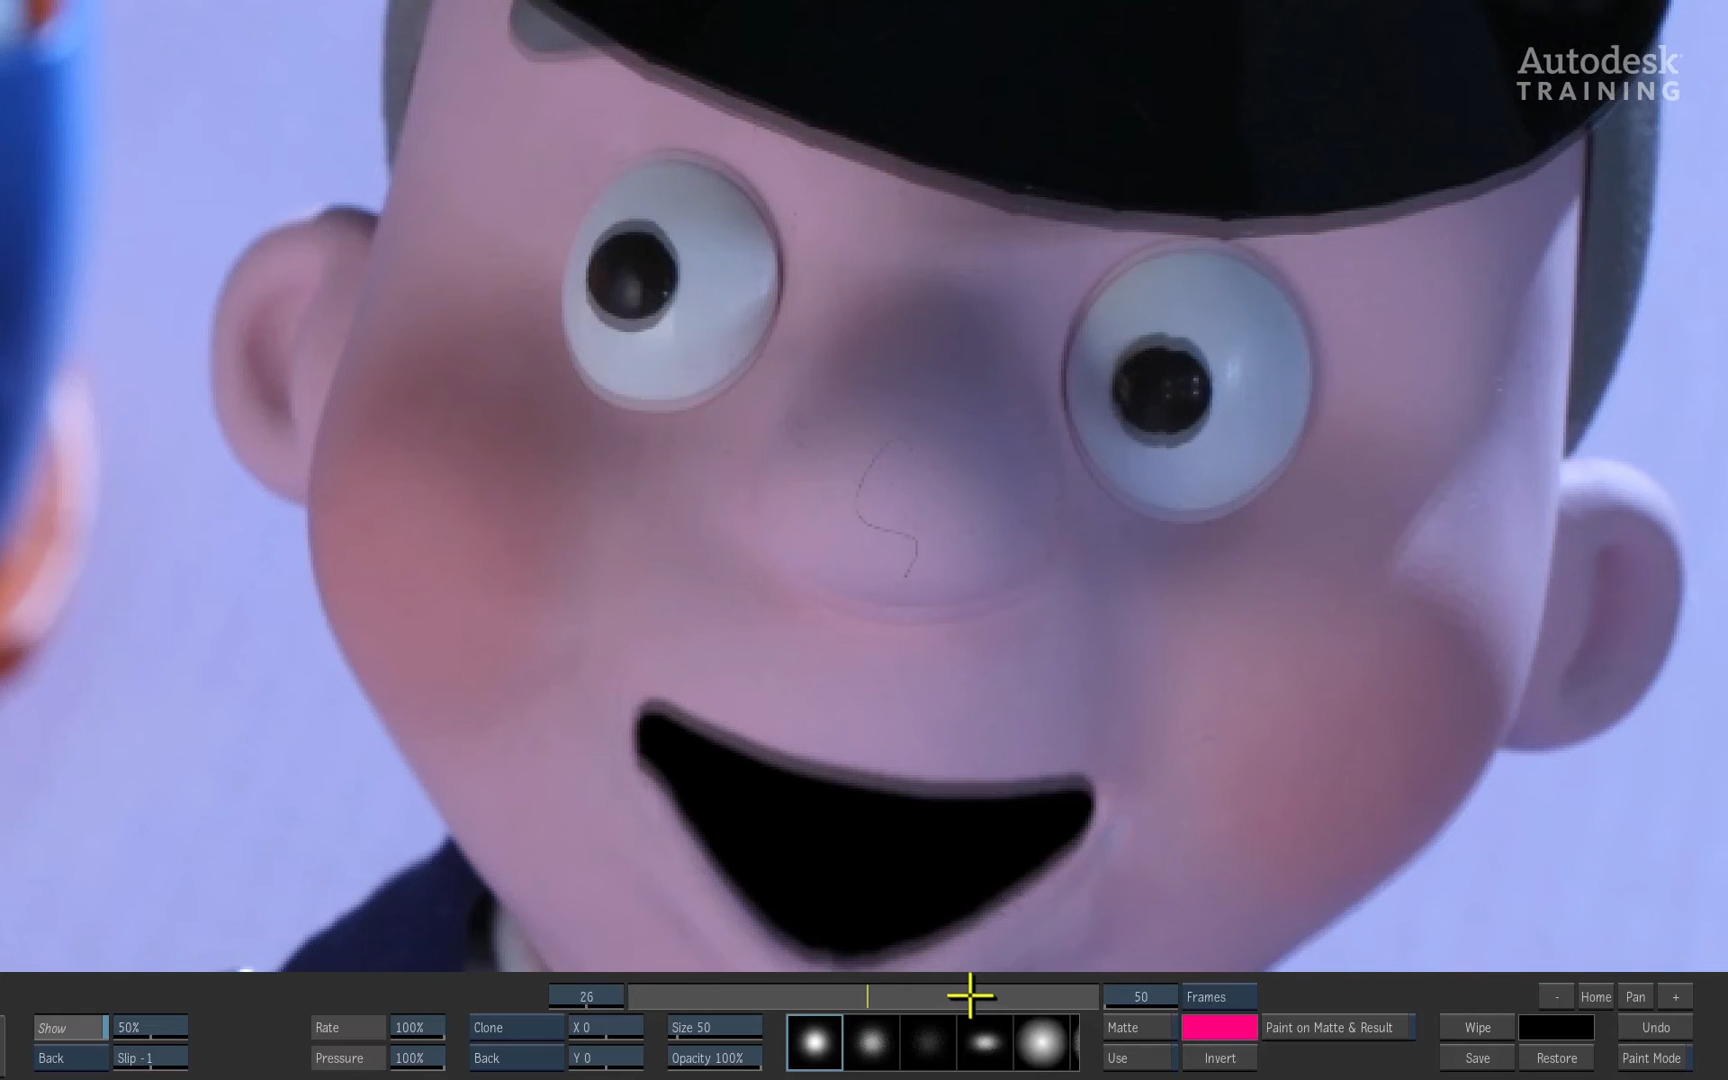 Autodesk
TRAINING
26
50
Frames
-
Home
Pan
+
Show
50%
Rate
100%
Clone
X 0
Size 50
Matte
Paint on Matte & Result
Wipe
Undo
Back
Slip -1
Pressure
100%
Back
Y 0
Opacity 100%
Use
Invert
Save
Restore
Paint Mode